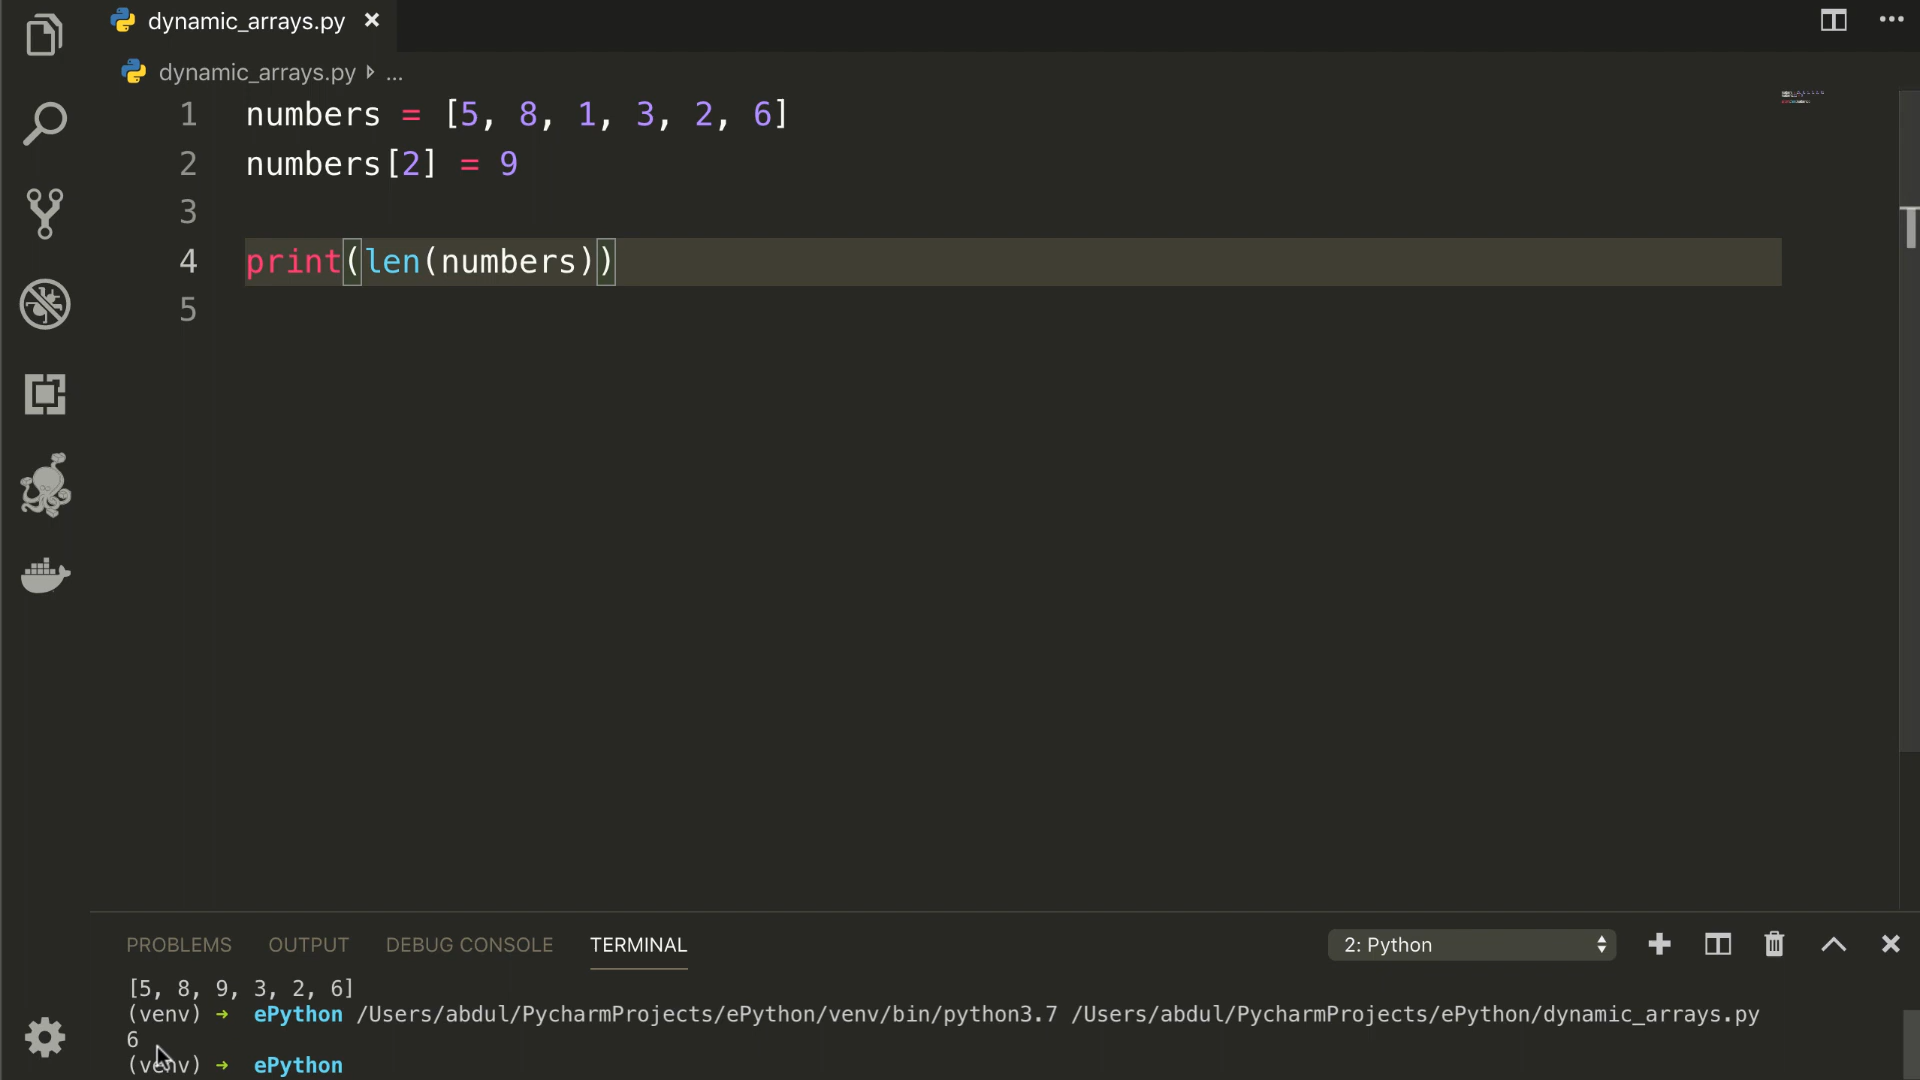 dynamic_arrays.py
dynamic_arrays.py ...
1 numbers = [5, 8, 1, 3, 2, 6]
2 numbers[2] = 9
3
4 print(len(numbers))
5
PROBLEMS OUTPUT DEBUG CONSOLE TERMINAL 2: Python
[5, 8, 9, 3, 2, 6]
(venv) → ePython /Users/abdul/PycharmProjects/ePython/venv/bin/python3.7 /Users/abdul/PycharmProjects/ePython/dynamic_arrays.py
6
(venv) → ePython